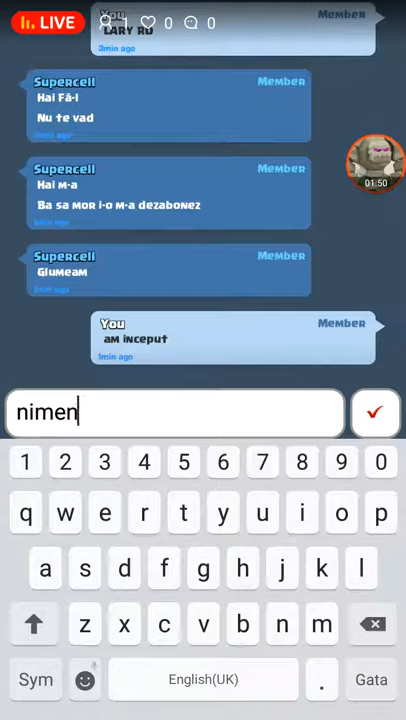 LIVE 1 0 0
You
LARY RO
3min ago
Supercell Member
Hai Fă-l
Nu te vad
Supercell Member
Hai m-a
Ba sa mor i-o m-a dezabonez
Supercell Member
Glumeam
01:50
You Member
am inceput
1min ago
nimen
1 2 3 4 5 6 7 8 9 0
q w e r t y u i o p
a s d f g h j k l
z x c v b n m
Sym English(UK) . Gata